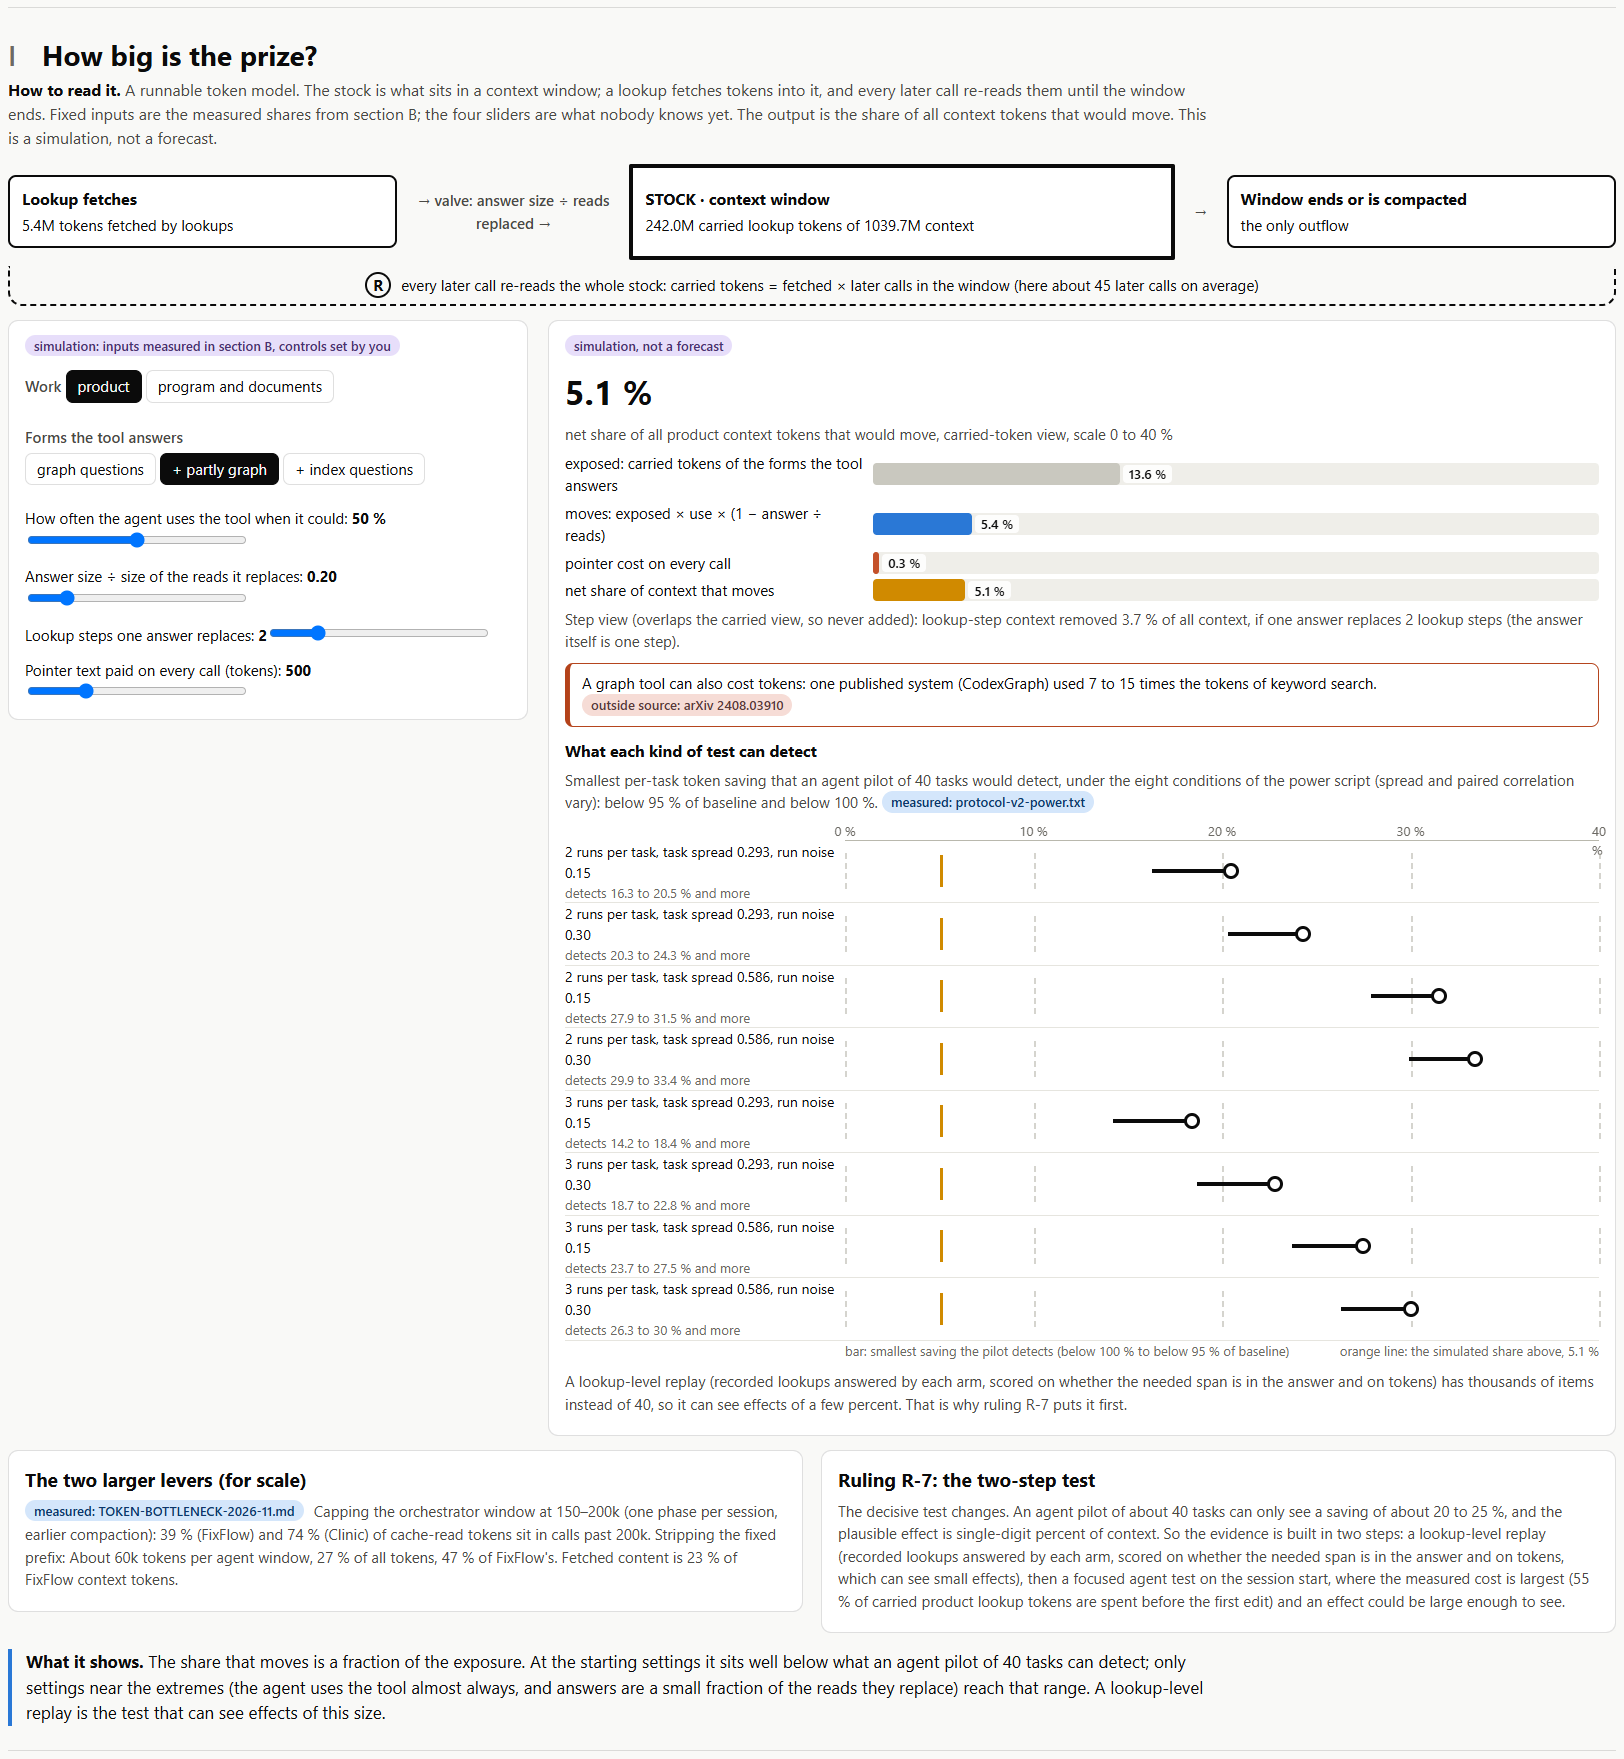 I How big is the prize?
How to read it. A runnable token model. The stock is what sits in a context window; a lookup fetches tokens into it, and every later call re-reads them until the window
ends. Fixed inputs are the measured shares from section B; the four sliders are what nobody knows yet. The output is the share of all context tokens that would move. This
is a simulation, not a forecast.
Lookup fetches
5.4M tokens fetched by lookups
→ valve: answer size ÷ reads
replaced →
STOCK · context window
242.0M carried lookup tokens of 1039.7M context
→
Window ends or is compacted
the only outflow
R every later call re-reads the whole stock: carried tokens = fetched × later calls in the window (here about 45 later calls on average)
simulation: inputs measured in section B, controls set by you
Work product program and documents
Forms the tool answers
graph questions + partly graph + index questions
How often the agent uses the tool when it could: 50 %
Answer size ÷ size of the reads it replaces: 0.20
Lookup steps one answer replaces: 2
Pointer text paid on every call (tokens): 500
simulation, not a forecast
5.1 %
net share of all product context tokens that would move, carried-token view, scale 0 to 40 %
exposed: carried tokens of the forms the tool
answers
13.6 %
moves: exposed × use × (1 − answer ÷
reads)
5.4 %
pointer cost on every call 0.3 %
net share of context that moves 5.1 %
Step view (overlaps the carried view, so never added): lookup-step context removed 3.7 % of all context, if one answer replaces 2 lookup steps (the answer
itself is one step).
A graph tool can also cost tokens: one published system (CodexGraph) used 7 to 15 times the tokens of keyword search.
outside source: arXiv 2408.03910
What each kind of test can detect
Smallest per-task token saving that an agent pilot of 40 tasks would detect, under the eight conditions of the power script (spread and paired correlation
vary): below 95 % of baseline and below 100 %. measured: protocol-v2-power.txt
0 % 10 % 20 % 30 % 40
%
2 runs per task, task spread 0.293, run noise
0.15
detects 16.3 to 20.5 % and more
2 runs per task, task spread 0.293, run noise
0.30
detects 20.3 to 24.3 % and more
2 runs per task, task spread 0.586, run noise
0.15
detects 27.9 to 31.5 % and more
2 runs per task, task spread 0.586, run noise
0.30
detects 29.9 to 33.4 % and more
3 runs per task, task spread 0.293, run noise
0.15
detects 14.2 to 18.4 % and more
3 runs per task, task spread 0.293, run noise
0.30
detects 18.7 to 22.8 % and more
3 runs per task, task spread 0.586, run noise
0.15
detects 23.7 to 27.5 % and more
3 runs per task, task spread 0.586, run noise
0.30
detects 26.3 to 30 % and more
bar: smallest saving the pilot detects (below 100 % to below 95 % of baseline) orange line: the simulated share above, 5.1 %
A lookup-level replay (recorded lookups answered by each arm, scored on whether the needed span is in the answer and on tokens) has thousands of items
instead of 40, so it can see effects of a few percent. That is why ruling R-7 puts it first.
The two larger levers (for scale)
measured: TOKEN-BOTTLENECK-2026-11.md Capping the orchestrator window at 150–200k (one phase per session,
earlier compaction): 39 % (FixFlow) and 74 % (Clinic) of cache-read tokens sit in calls past 200k. Stripping the fixed
prefix: About 60k tokens per agent window, 27 % of all tokens, 47 % of FixFlow's. Fetched content is 23 % of
FixFlow context tokens.
Ruling R-7: the two-step test
The decisive test changes. An agent pilot of about 40 tasks can only see a saving of about 20 to 25 %, and the
plausible effect is single-digit percent of context. So the evidence is built in two steps: a lookup-level replay
(recorded lookups answered by each arm, scored on whether the needed span is in the answer and on tokens,
which can see small effects), then a focused agent test on the session start, where the measured cost is largest (55
% of carried product lookup tokens are spent before the first edit) and an effect could be large enough to see.
What it shows. The share that moves is a fraction of the exposure. At the starting settings it sits well below what an agent pilot of 40 tasks can detect; only
settings near the extremes (the agent uses the tool almost always, and answers are a small fraction of the reads they replace) reach that range. A lookup-level
replay is the test that can see effects of this size.